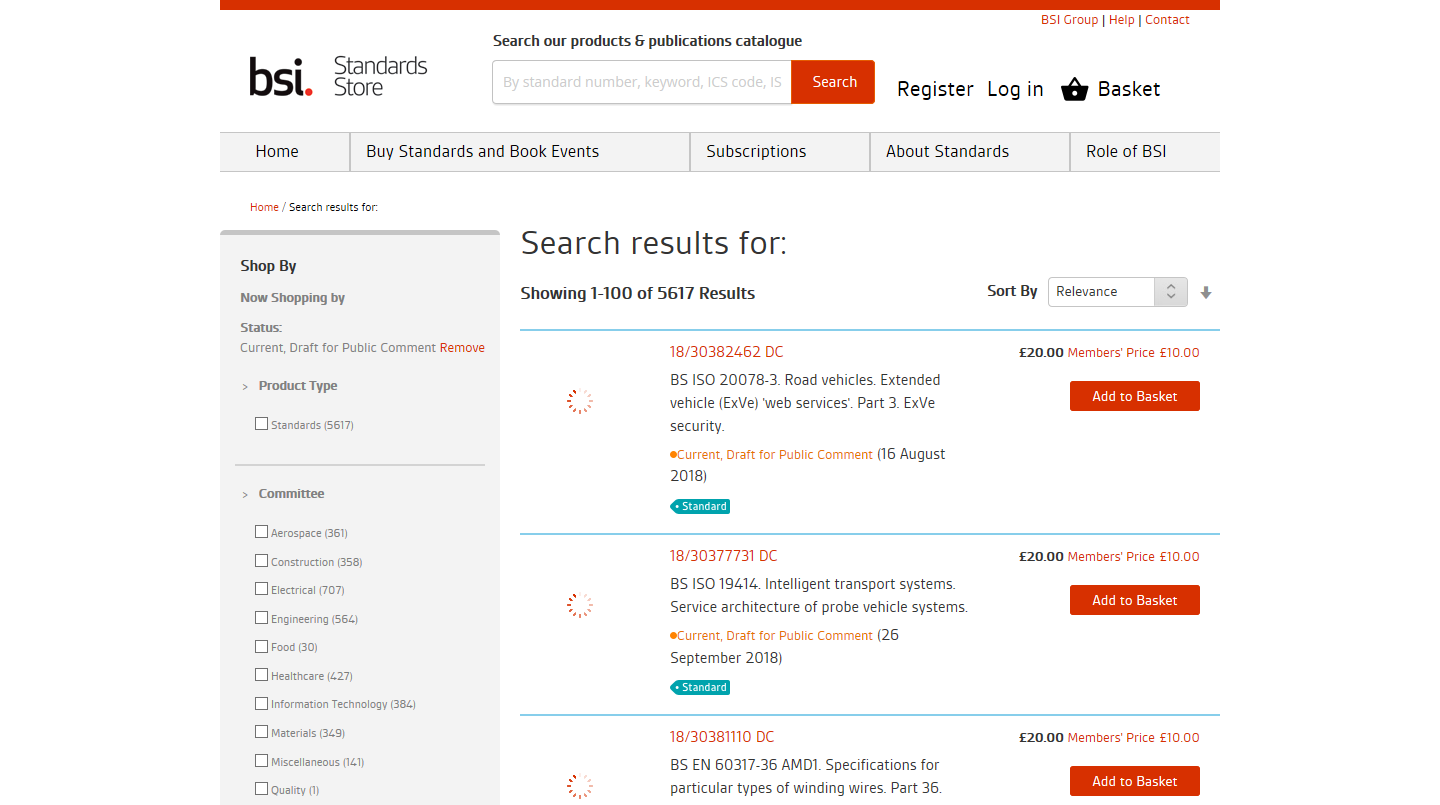 BSI Group | Help | Contact
bsi. Standards Store
Search our products & publications catalogue
By standard number, keyword, ICS code, IS
Search
Register
Log in
Basket
Home
Buy Standards and Book Events
Subscriptions
About Standards
Role of BSI
Home / Search results for:
Shop By
Now Shopping by
Status:
Current, Draft for Public Comment Remove
> Product Type
Standards (5617)
> Committee
Aerospace (361)
Construction (358)
Electrical (707)
Engineering (564)
Food (30)
Healthcare (427)
Information Technology (384)
Materials (349)
Miscellaneous (141)
Quality (1)
Search results for:
Showing 1-100 of 5617 Results
Sort By Relevance
18/30382462 DC
BS ISO 20078-3. Road vehicles. Extended
vehicle (ExVe) 'web services'. Part 3. ExVe
security.
Current, Draft for Public Comment (16 August
2018)
Standard
£20.00 Members' Price £10.00
Add to Basket
18/30377731 DC
BS ISO 19414. Intelligent transport systems.
Service architecture of probe vehicle systems.
Current, Draft for Public Comment (26
September 2018)
Standard
£20.00 Members' Price £10.00
Add to Basket
18/30381110 DC
BS EN 60317-36 AMD1. Specifications for
particular types of winding wires. Part 36.
£20.00 Members' Price £10.00
Add to Basket